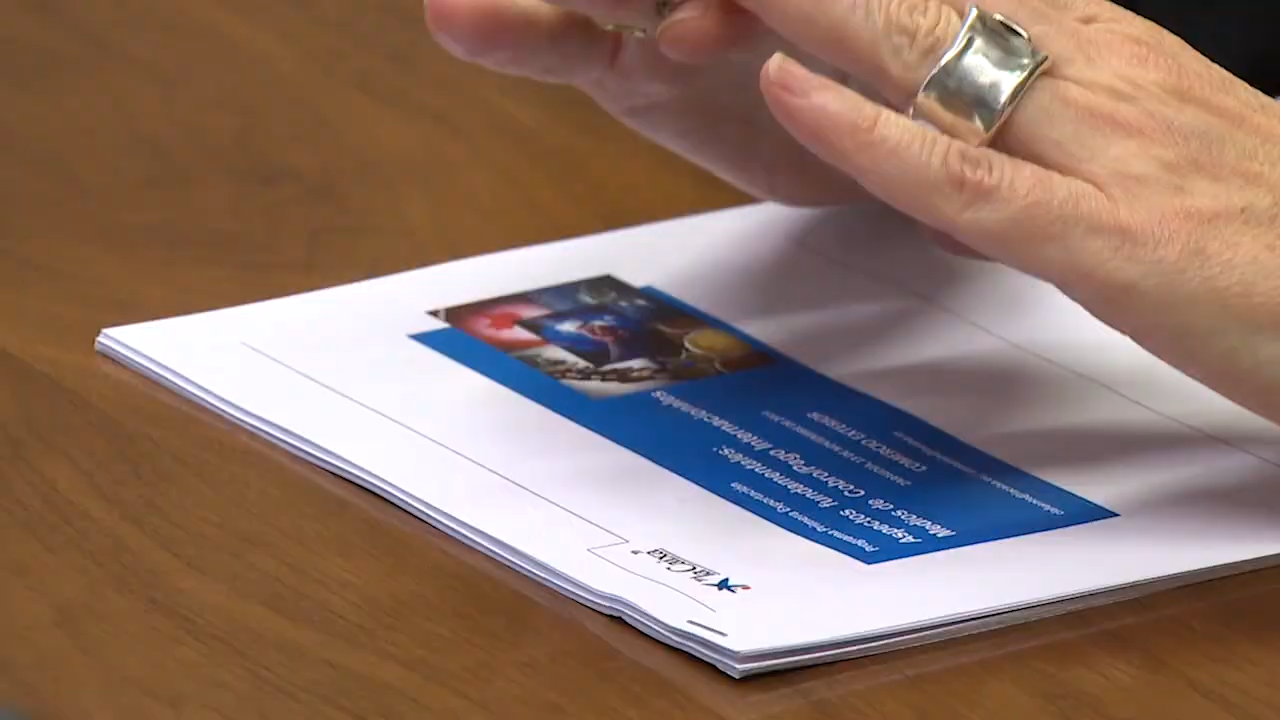 "la Caixa"
Programa Primera Exportación
Aspectos fundamentales:
Medios de Cobro/Pago Internacionales
COMERCIO EXTERIOR